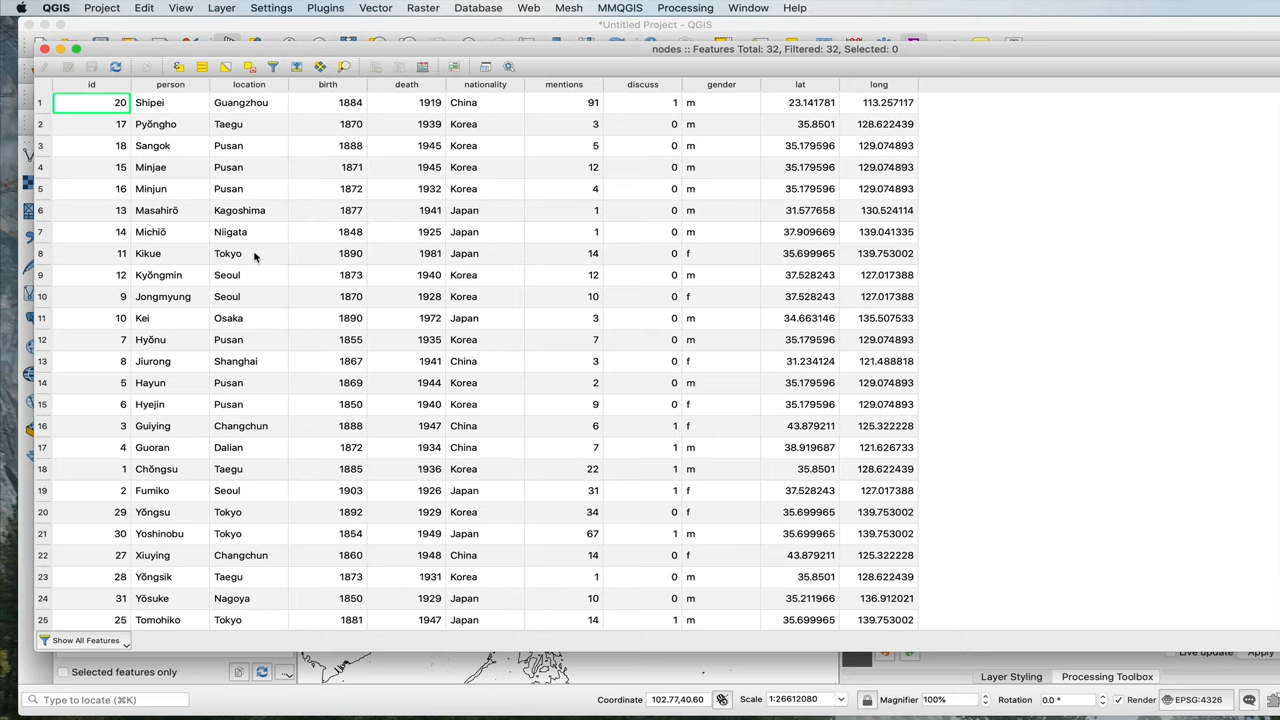 QGIS Project Edit View Layer Settings Plugins Vector Raster Database Web Mesh MMQGIS Processing Window Help
*Untitled Project - QGIS
nodes :: Features Total: 32, Filtered: 32, Selected: 0
id person location birth death nationality mentions discuss gender lat long
1 20 Shipei Guangzhou 1884 1919 China 91 1 m 23.141781 113.257117
2 17 Pyŏngho Taegu 1870 1939 Korea 3 0 m 35.8501 128.622439
3 18 Sangok Pusan 1888 1945 Korea 5 0 m 35.179596 129.074893
4 15 Minjae Pusan 1871 1945 Korea 12 0 m 35.179596 129.074893
5 16 Minjun Pusan 1872 1932 Korea 4 0 m 35.179596 129.074893
6 13 Masahirō Kagoshima 1877 1941 Japan 1 0 m 31.577658 130.524114
7 14 Michiō Niigata 1848 1925 Japan 1 0 m 37.909669 139.041335
8 11 Kikue Tokyo 1890 1981 Japan 14 0 f 35.699965 139.753002
9 12 Kyŏngmin Seoul 1873 1940 Korea 12 0 m 37.528243 127.017388
10 9 Jongmyung Seoul 1870 1928 Korea 10 0 f 37.528243 127.017388
11 10 Kei Osaka 1890 1972 Japan 3 0 m 34.663146 135.507533
12 7 Hyŏnu Pusan 1855 1935 Korea 7 0 m 35.179596 129.074893
13 8 Jiurong Shanghai 1867 1941 China 3 0 f 31.234124 121.488818
14 5 Hayun Pusan 1869 1944 Korea 2 0 m 35.179596 129.074893
15 6 Hyejin Pusan 1850 1940 Korea 9 0 f 35.179596 129.074893
16 3 Guiying Changchun 1888 1947 China 6 1 f 43.879211 125.322228
17 4 Guoran Dalian 1872 1934 China 7 1 m 38.919687 121.626733
18 1 Chŏngsu Taegu 1885 1936 Korea 22 1 m 35.8501 128.622439
19 2 Fumiko Seoul 1903 1926 Japan 31 1 f 37.528243 127.017388
20 29 Yŏngsu Tokyo 1892 1929 Korea 34 0 f 35.699965 139.753002
21 30 Yoshinobu Tokyo 1854 1949 Japan 67 1 m 35.699965 139.753002
22 27 Xiuying Changchun 1860 1948 China 14 0 f 43.879211 125.322228
23 28 Yŏngsik Taegu 1873 1931 Korea 1 0 m 35.8501 128.622439
24 31 Yōsuke Nagoya 1850 1929 Japan 10 0 m 35.211966 136.912021
25 25 Tomohiko Tokyo 1881 1947 Japan 14 1 m 35.699965 139.753002
Show All Features
Live update Apply
Selected features only
Layer Styling Processing Toolbox
Type to locate (⌘K) Coordinate 102.77,40.60 Scale 1:26612080 Magnifier 100% Rotation 0.0 ° Render EPSG:4326